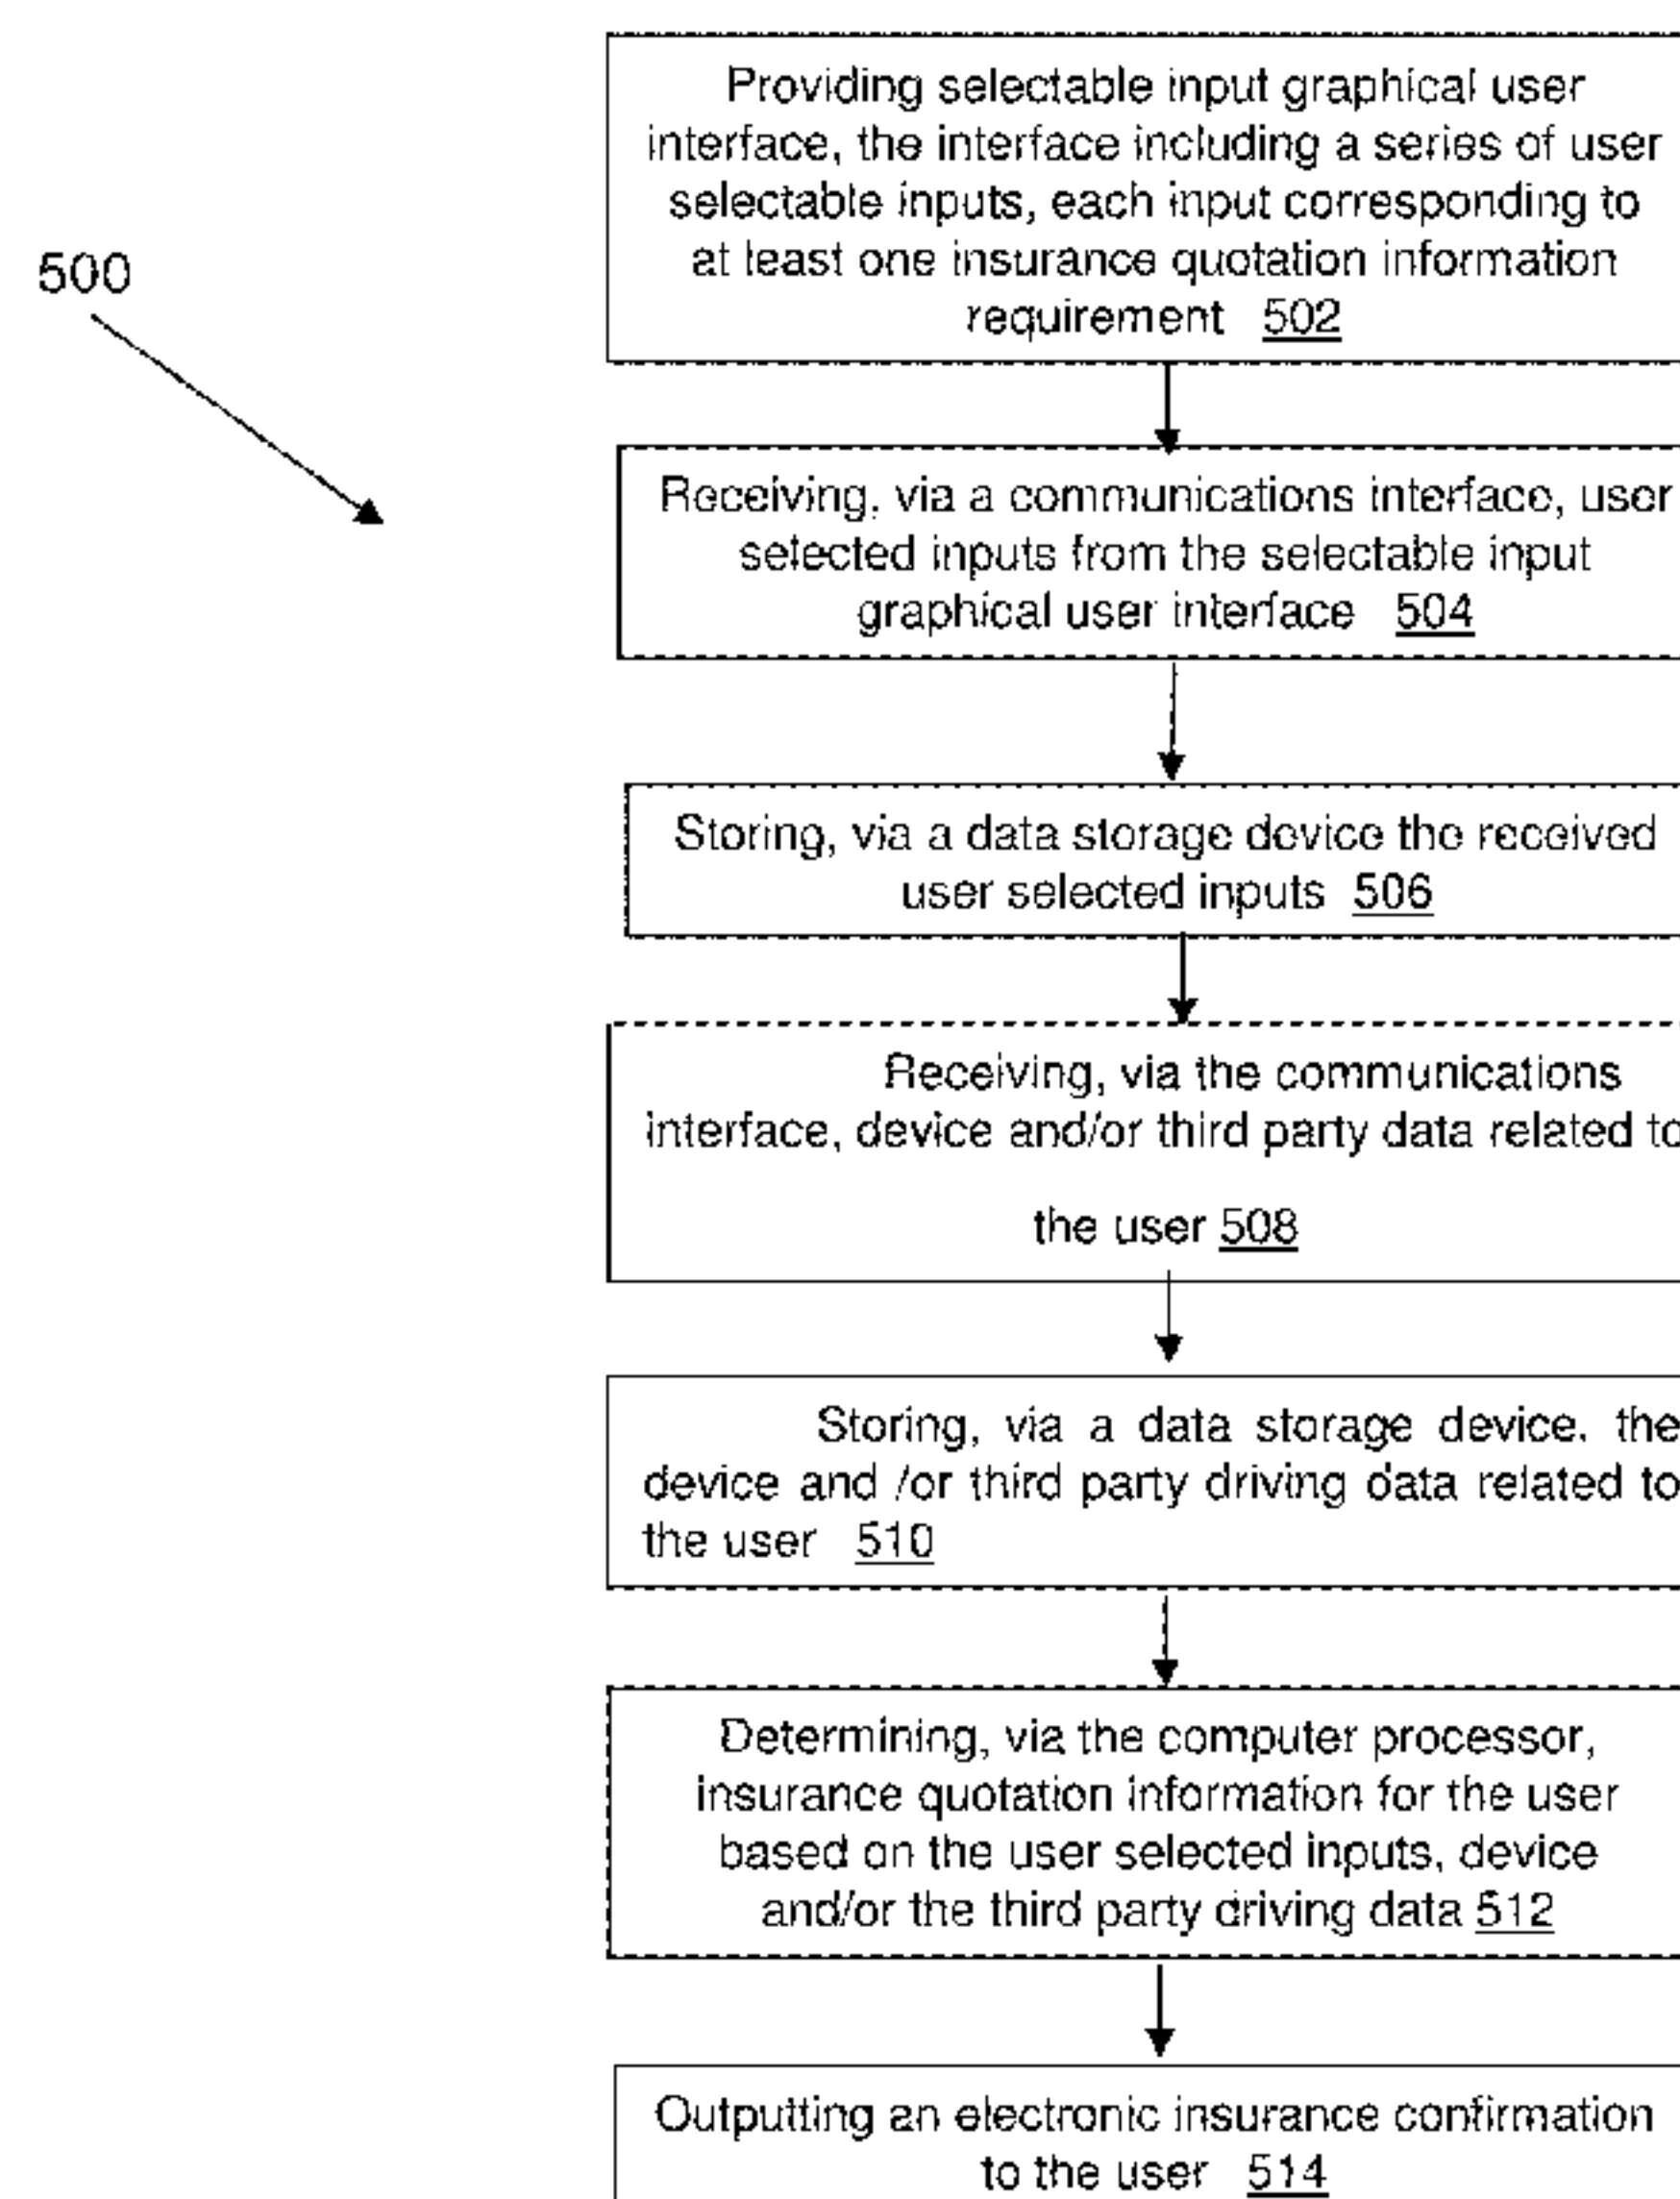 Providing selectable input graphical user
interface, the interface including a series of user
selectable inputs, each input corresponding to
at least one insurance quotation information
requirement 502
500
Receiving, via a communications interface, user
selected inputs from the selectable input
graphical user interface 504
Storing, via a data storage device the received
user selected inputs 506
Receiving, via the communications
interface, device and/or third party data related to
the user 508
Storing, via a data storage device, the
device and /or third party driving data related to
the user 510
Determining, via the computer processor,
insurance quotation information for the user
based on the user selected inputs, device
and/or the third party driving data 512
Outputting an electronic insurance confirmation
to the user 514